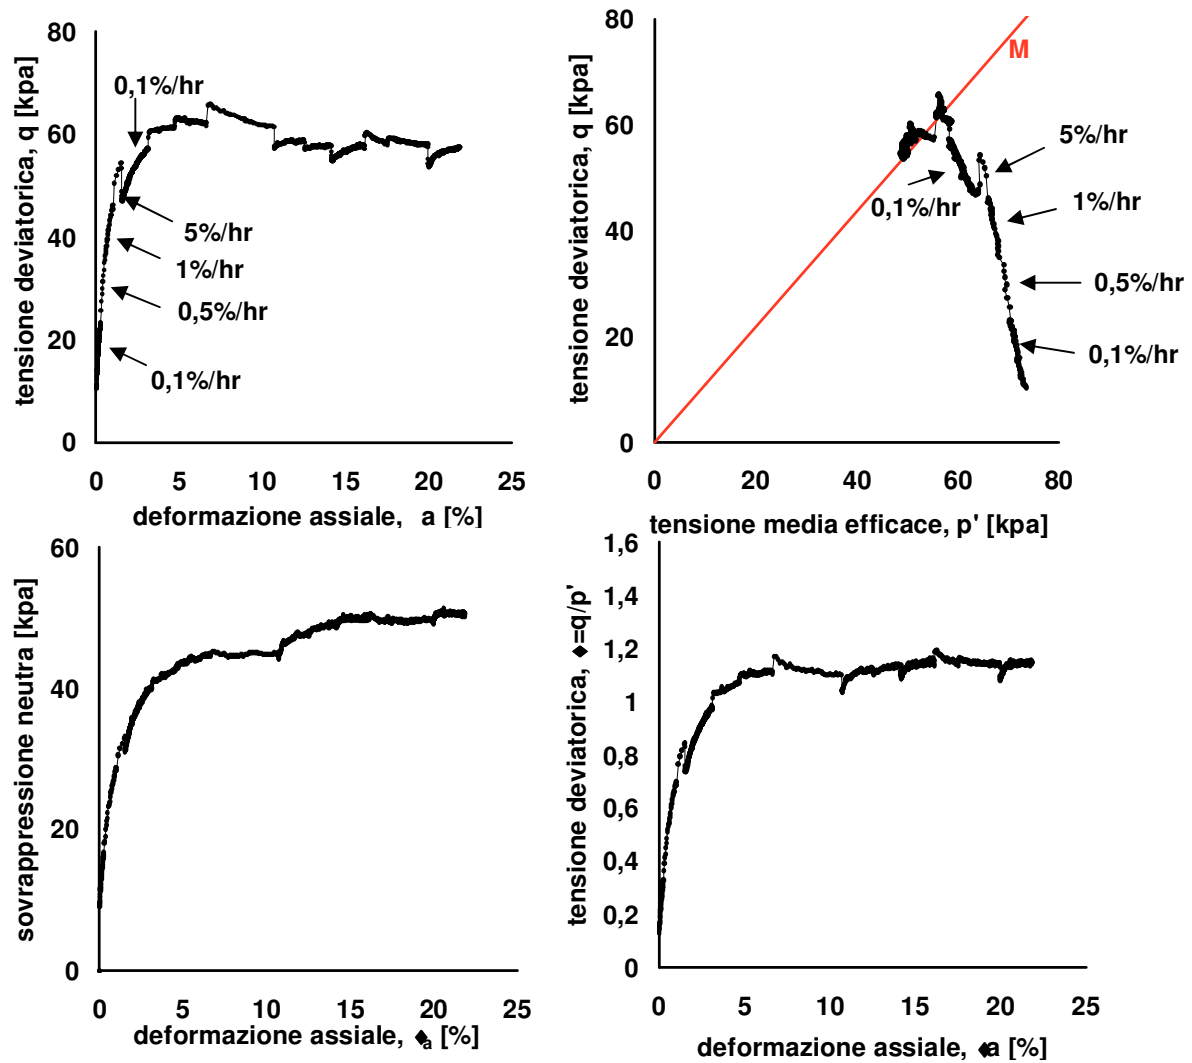 tensione deviatorica, q [kpa]
80
60
40
20
0
0,1%/hr
5%/hr
1%/hr
0,5%/hr
0,1%/hr
0 5 10 15 20 25
deformazione assiale, a [%]
tensione deviatorica, q [kpa]
80
60
40
20
0
M
5%/hr
1%/hr
0,1%/hr
0,5%/hr
0,1%/hr
0 20 40 60 80
tensione media efficace, p' [kpa]
sovrappressione neutra [kpa]
60
40
20
0
0 5 10 15 20 25
deformazione assiale, ◆a [%]
tensione deviatorica, ◆=q/p'
1,6
1,4
1,2
1
0,8
0,6
0,4
0,2
0
0 5 10 15 20 25
deformazione assiale, ◆a [%]